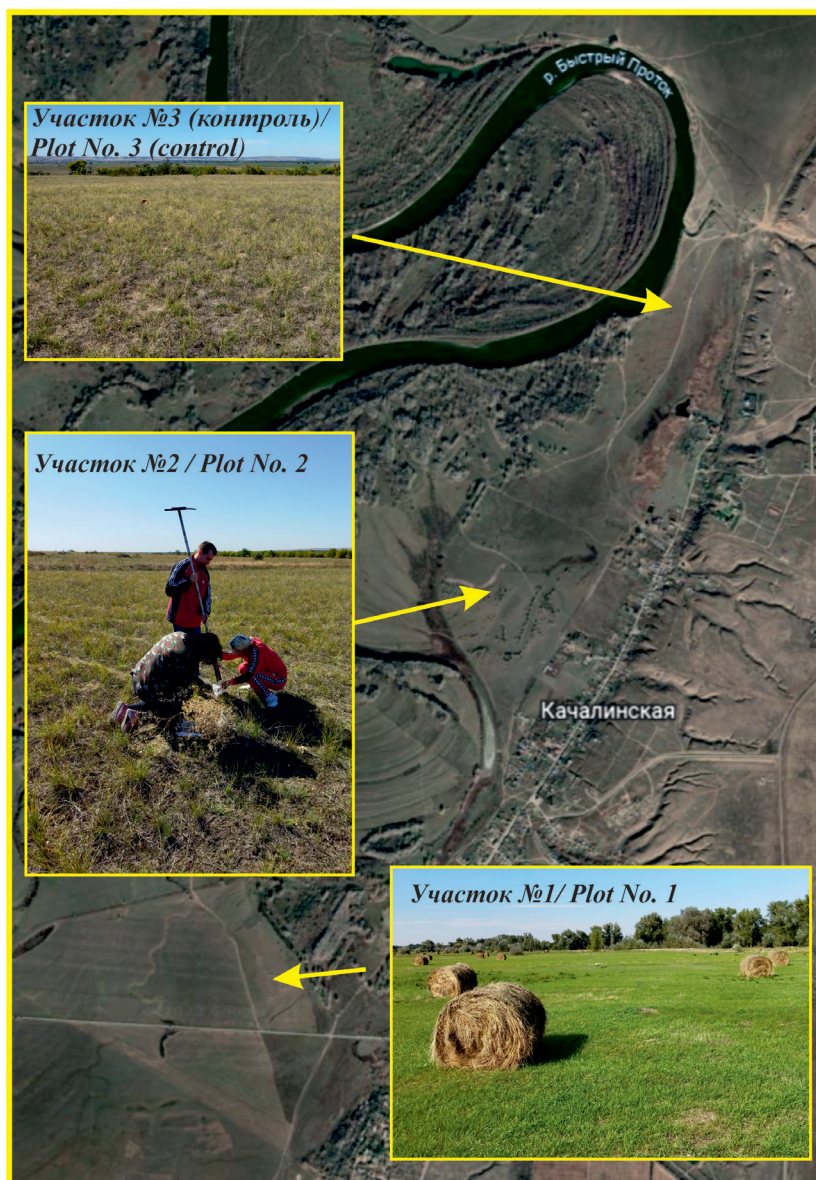 р. Быстрый Проток
Участок №3 (контроль)/
Plot No. 3 (control)
Участок №2 / Plot No. 2
Качалинская
Участок №1/ Plot No. 1